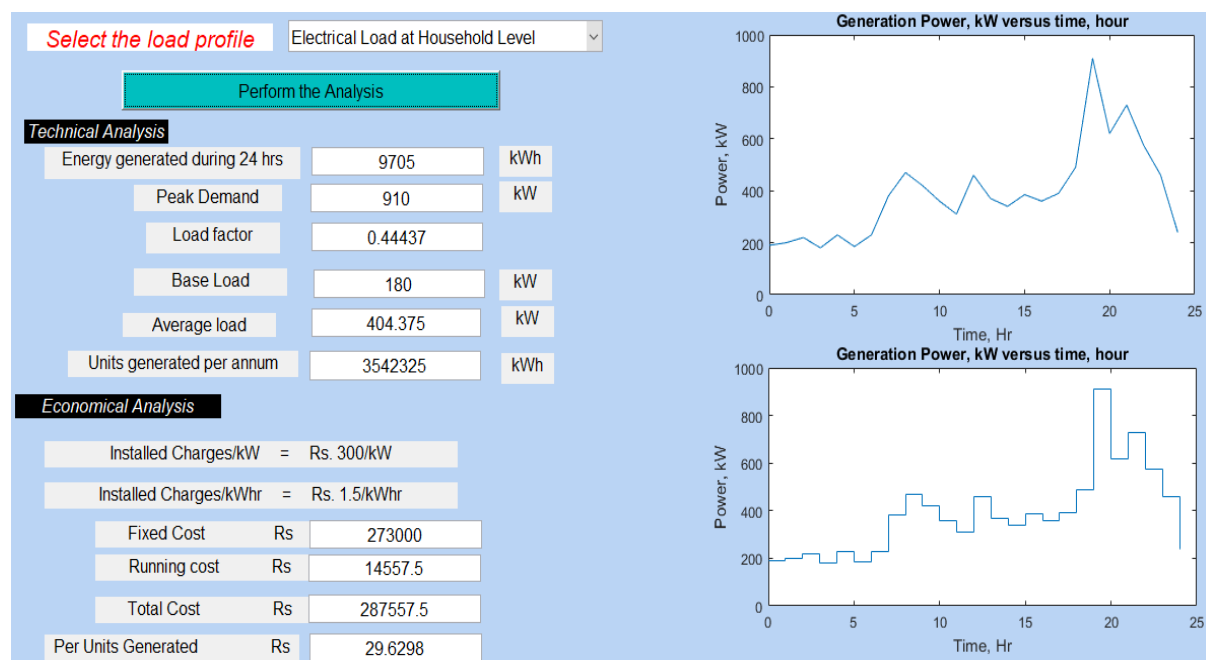 Select the load profile
Electrical Load at Household Level
Perform the Analysis
Technical Analysis
Energy generated during 24 hrs 9705 kWh
Peak Demand 910 kW
Load factor 0.44437
Base Load 180 kW
Average load 404.375 kW
Units generated per annum 3542325 kWh
Economical Analysis
Installed Charges/kW = Rs. 300/kW
Installed Charges/kWhr = Rs. 1.5/kWhr
Fixed Cost Rs 273000
Running cost Rs 14557.5
Total Cost Rs 287557.5
Per Units Generated Rs 29.6298
Generation Power, kW versus time, hour
1000
800
600
400
200
0
Power, kW
0 5 10 15 20 25
Time, Hr
Generation Power, kW versus time, hour
1000
800
600
400
200
0
Power, kW
0 5 10 15 20 25
Time, Hr